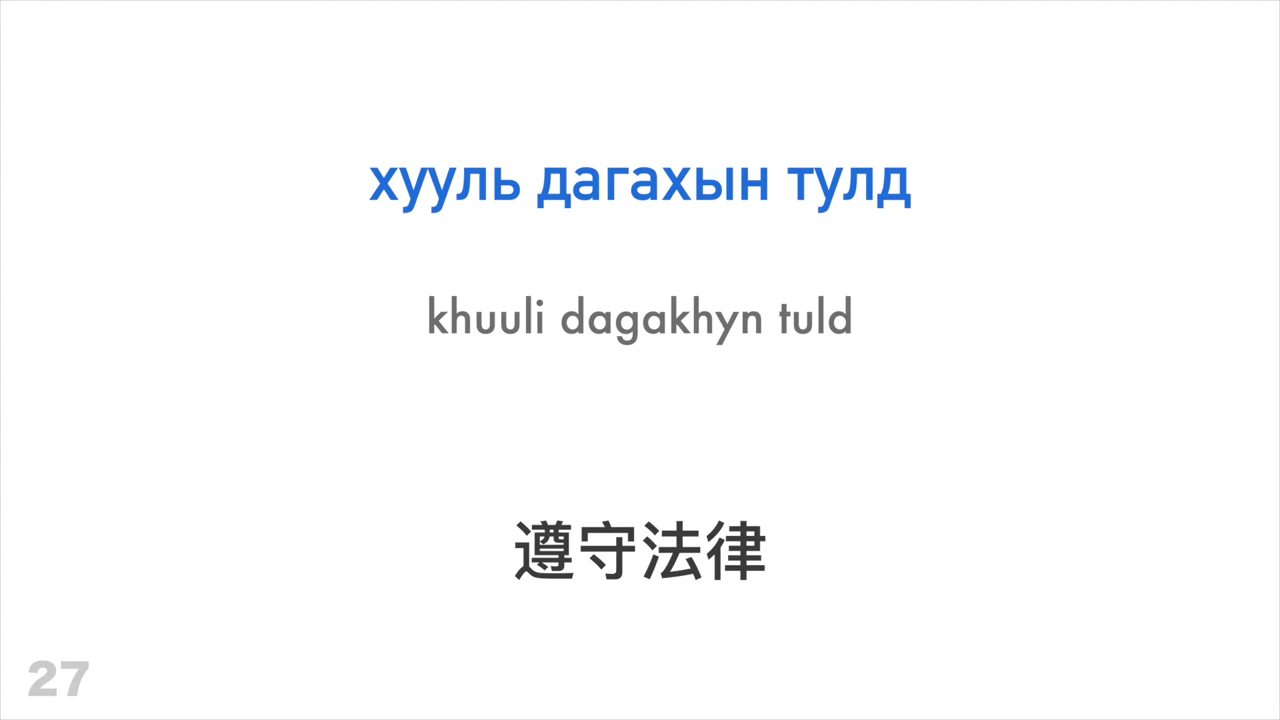 хууль дагахын тулд
khuuli dagakhyn tuld
遵守法律
27